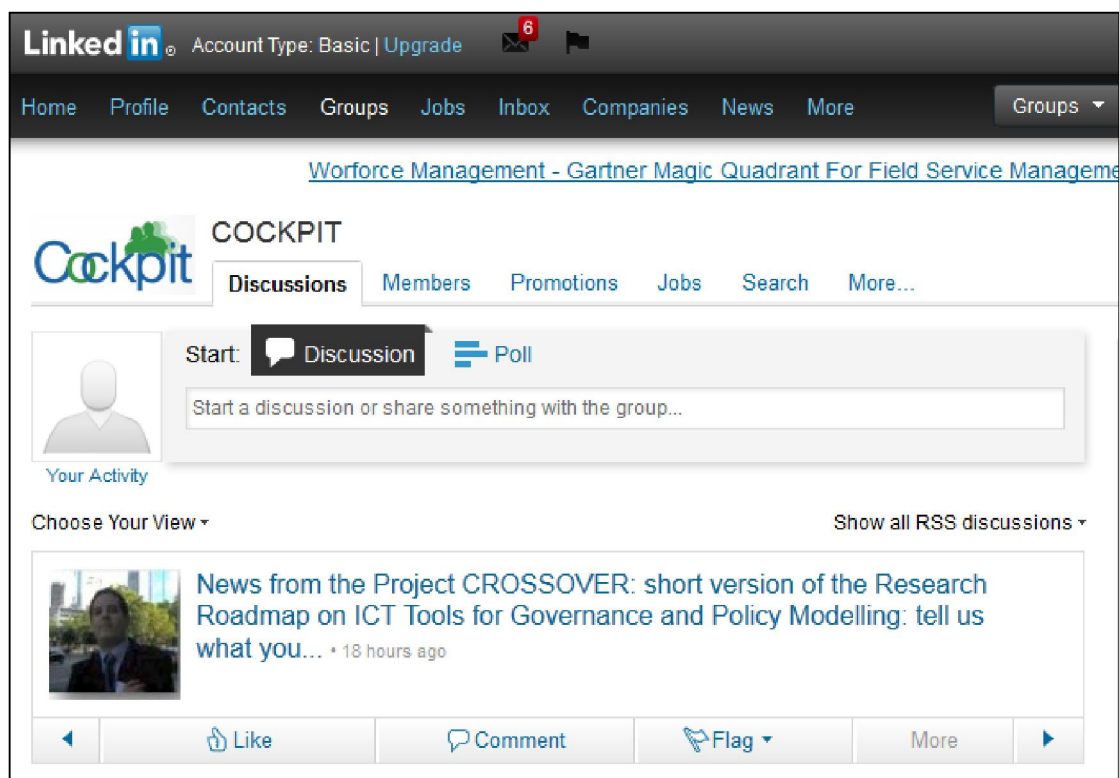 Linked in ® Account Type: Basic | Upgrade 6
Home Profile Contacts Groups Jobs Inbox Companies News More Groups
Worforce Management - Gartner Magic Quadrant For Field Service Manageme
Cockpit
COCKPIT
Discussions Members Promotions Jobs Search More...
Start: Discussion Poll
Start a discussion or share something with the group...
Your Activity
Choose Your View Show all RSS discussions
News from the Project CROSSOVER: short version of the Research
Roadmap on ICT Tools for Governance and Policy Modelling: tell us
what you... • 18 hours ago
Like Comment Flag More